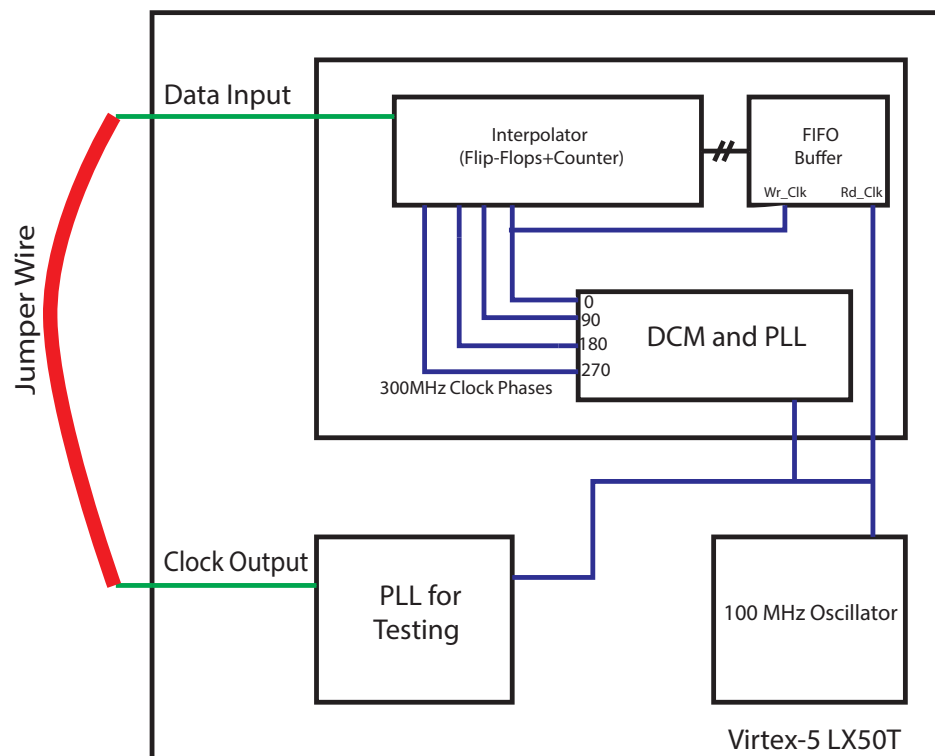 Data Input
Interpolator
(Flip-Flops+Counter)
FIFO
Buffer
Wr_Clk
Rd_Clk
Jumper Wire
0
90
180
270
DCM and PLL
300MHz Clock Phases
Clock Output
PLL for
Testing
100 MHz Oscillator
Virtex-5 LX50T